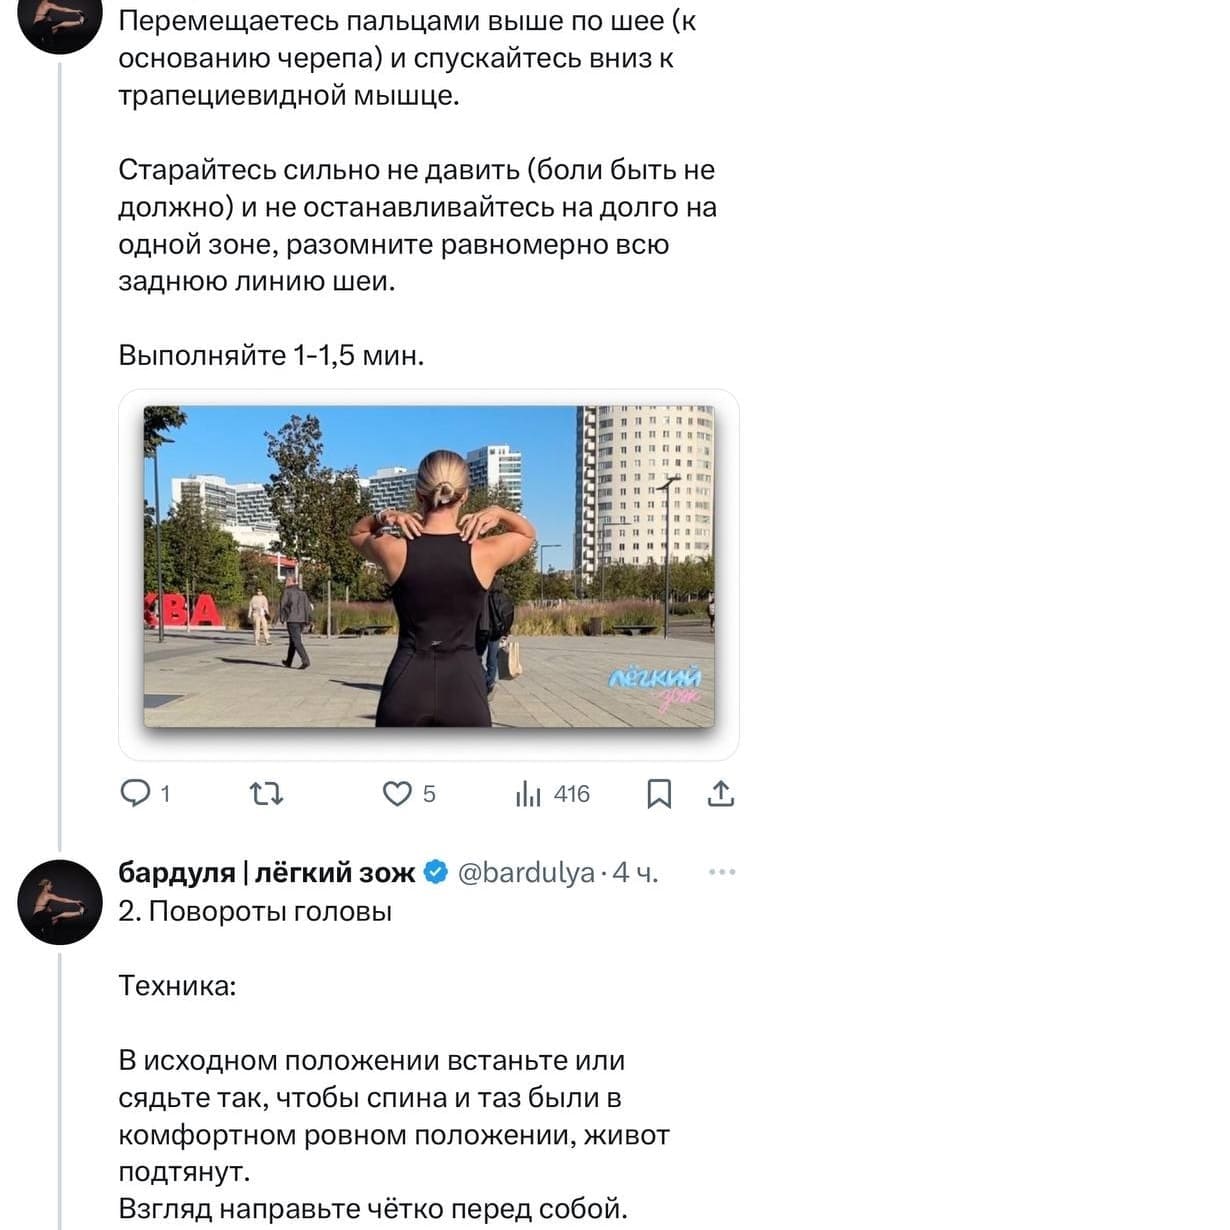 Перемещаетесь пальцами выше по шее (к
основанию черепа) и спускайтесь вниз к
трапециевидной мышце.
Старайтесь сильно не давить (боли быть не
должно) и не останавливайтесь на долго на
одной зоне, разомните равномерно всю
заднюю линию шеи.
Выполняйте 1-1,5 мин.
КВА
лёгкий
зож
1
5
416
бардуля | лёгкий зож @bardulya · 4 ч.
2. Повороты головы
Техника:
В исходном положении встаньте или
сядьте так, чтобы спина и таз были в
комфортном ровном положении, живот
подтянут.
Взгляд направьте чётко перед собой.